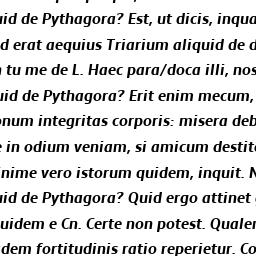 uid de Pythagora? Est, ut dicis, inqua
d erat aequius Triarium aliquid de d
tu me de L. Haec para/doca illi, nos
uid de Pythagora? Erit enim mecum,
onum integritas corporis: misera deb
e in odium veniam, si amicum destit
inime vero istorum quidem, inquit. N
uid de Pythagora? Quid ergo attinet
uidem e Cn. Certe non potest. Qualen
dem fortitudinis ratio reperietur. Co